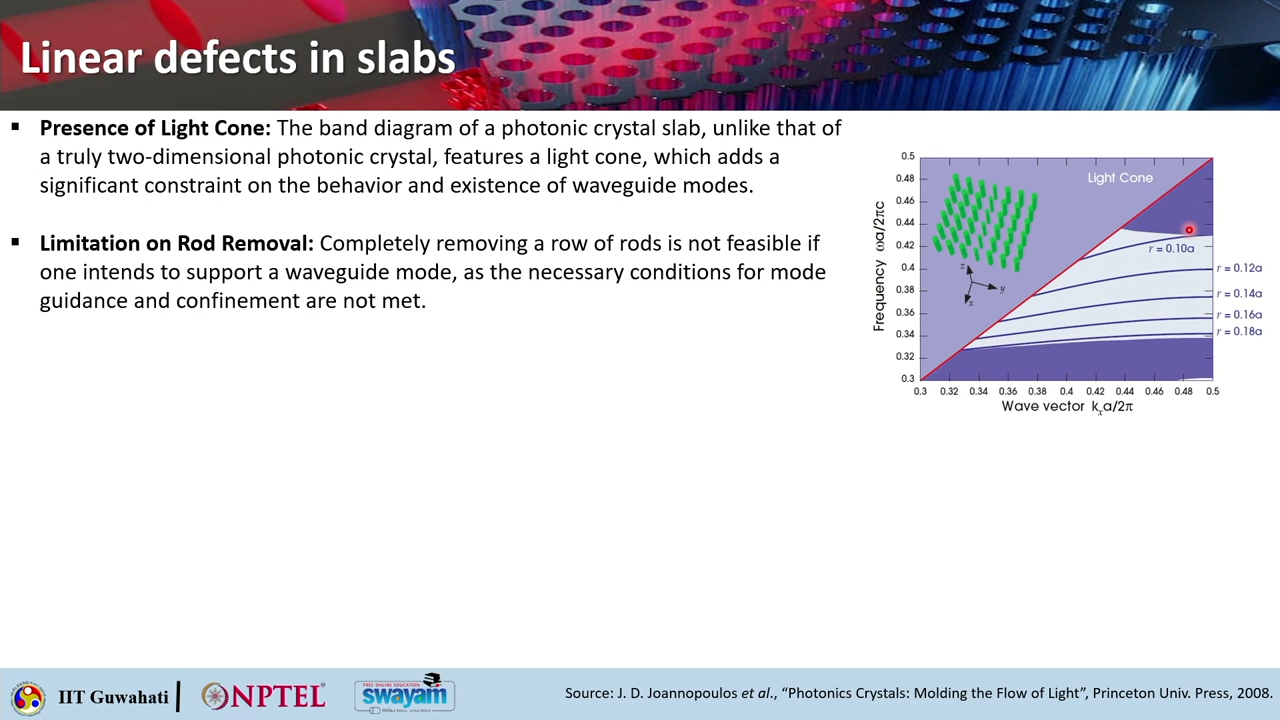 Linear defects in slabs
▪ Presence of Light Cone: The band diagram of a photonic crystal slab, unlike that of
a truly two-dimensional photonic crystal, features a light cone, which adds a
significant constraint on the behavior and existence of waveguide modes.
▪ Limitation on Rod Removal: Completely removing a row of rods is not feasible if
one intends to support a waveguide mode, as the necessary conditions for mode
guidance and confinement are not met.
Frequency ωa/2πc
0.5
0.48
0.46
0.44
0.42
0.4
0.38
0.36
0.34
0.32
0.3
Light Cone
z
y
x
r = 0.10a
r = 0.12a
r = 0.14a
r = 0.16a
r = 0.18a
0.3 0.32 0.34 0.36 0.38 0.4 0.42 0.44 0.46 0.48 0.5
Wave vector kₓa/2π
IIT Guwahati
NPTEL
FREE ONLINE EDUCATION
swayam
Source: J. D. Joannopoulos et al., “Photonics Crystals: Molding the Flow of Light”, Princeton Univ. Press, 2008.